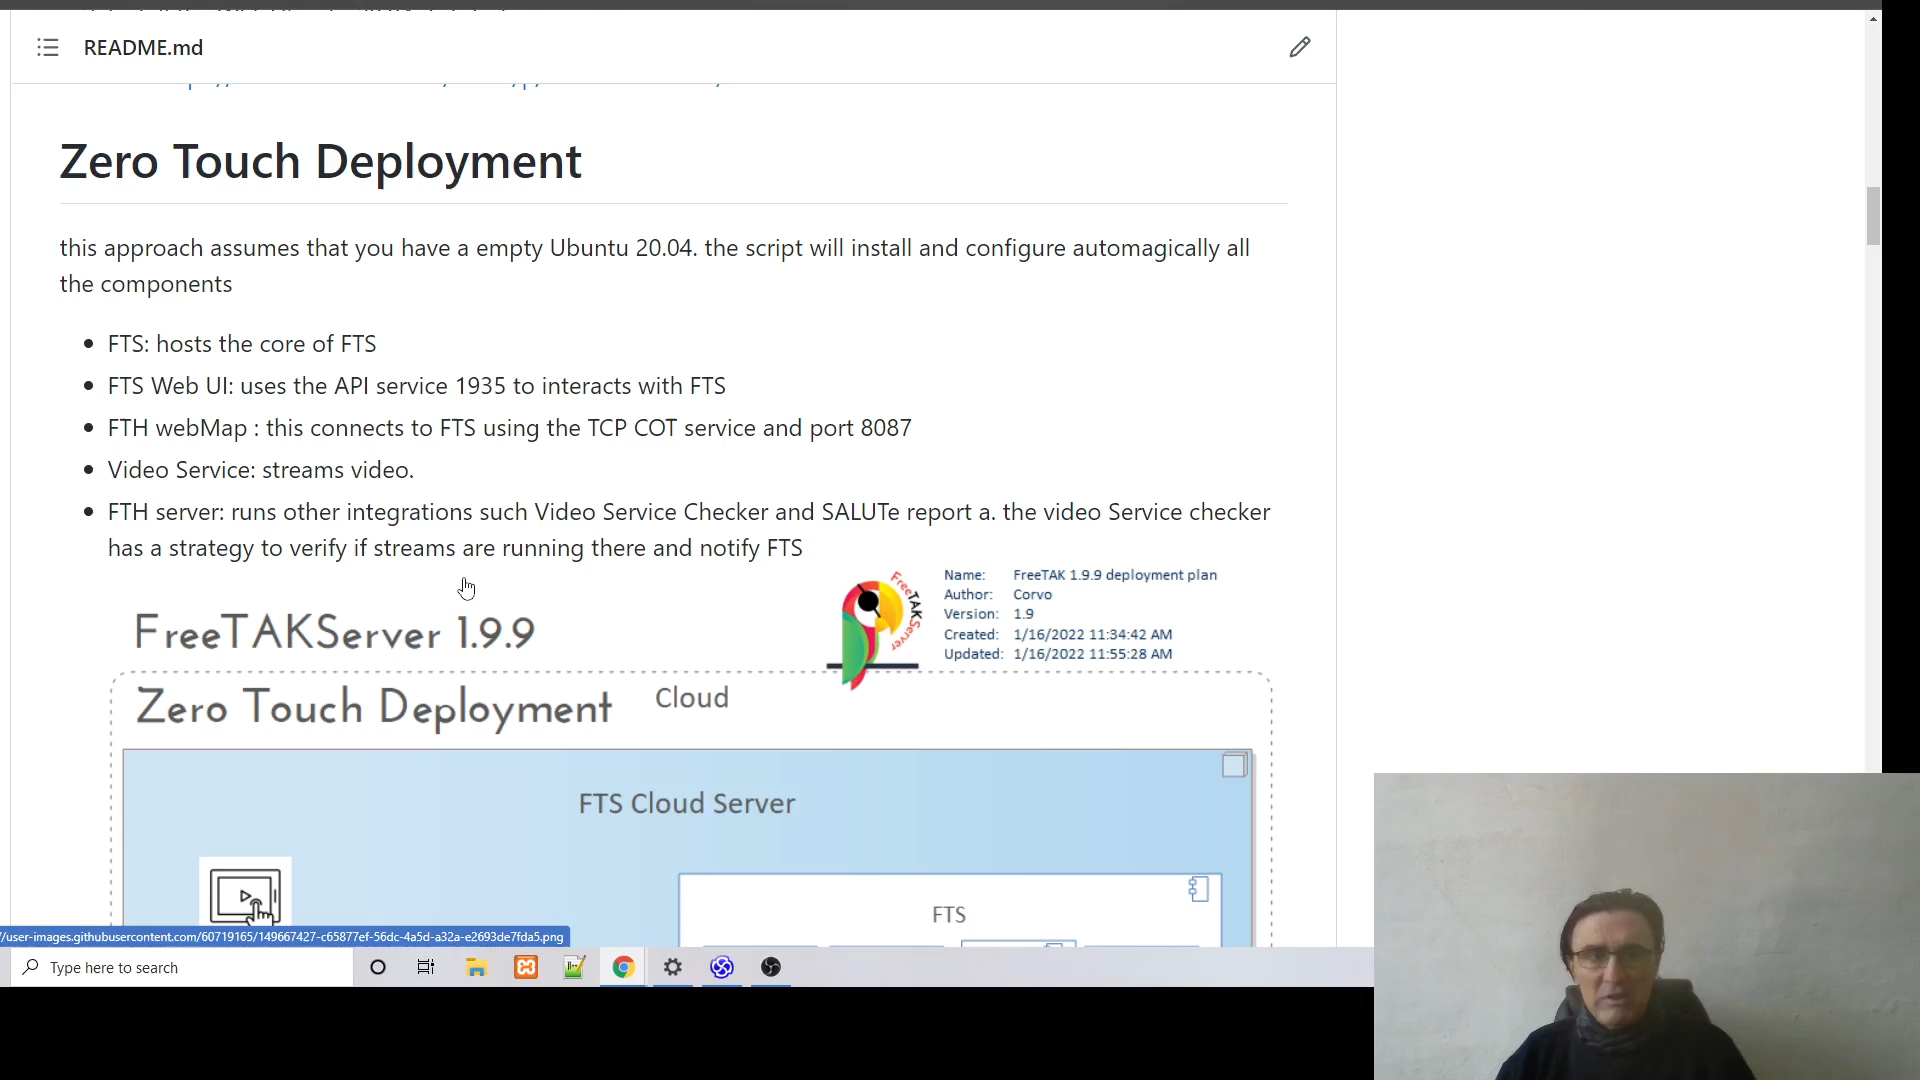 README.md
Zero Touch Deployment
this approach assumes that you have a empty Ubuntu 20.04. the script will install and configure automagically all
the components
FTS: hosts the core of FTS
FTS Web UI: uses the API service 1935 to interacts with FTS
FTH webMap : this connects to FTS using the TCP COT service and port 8087
Video Service: streams video.
FTH server: runs other integrations such Video Service Checker and SALUTe report a. the video Service checker
has a strategy to verify if streams are running there and notify FTS
FreeTAKServer 1.9.9
FreeTAKServer
Name: FreeTAK 1.9.9 deployment plan
Author: Corvo
Version: 1.9
Created: 1/16/2022 11:34:42 AM
Updated: 1/16/2022 11:55:28 AM
Zero Touch Deployment
Cloud
FTS Cloud Server
FTS
/user-images.githubusercontent.com/60719165/149667427-c65877ef-56dc-4a5d-a32a-e2693de7fda5.png
Type here to search